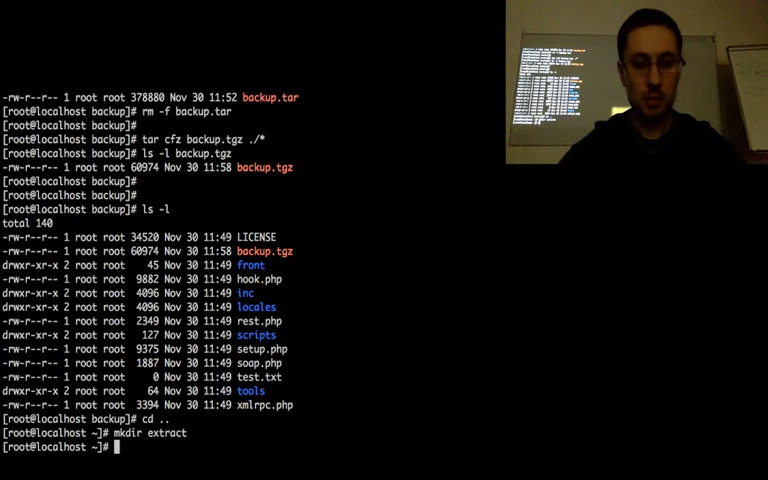 -rw-r--r-- 1 root root 378880 Nov 30 11:52 backup.tar
[root@localhost backup]# rm -f backup.tar
[root@localhost backup]#
[root@localhost backup]# tar cfz backup.tgz ./*
[root@localhost backup]# ls -l backup.tgz
-rw-r--r-- 1 root root 60974 Nov 30 11:58 backup.tgz
[root@localhost backup]#
[root@localhost backup]#
[root@localhost backup]# ls -l
total 140
-rw-r--r-- 1 root root 34520 Nov 30 11:49 LICENSE
-rw-r--r-- 1 root root 60974 Nov 30 11:58 backup.tgz
drwxr-xr-x 2 root root    45 Nov 30 11:49 front
-rw-r--r-- 1 root root  9882 Nov 30 11:49 hook.php
drwxr-xr-x 2 root root  4096 Nov 30 11:49 inc
drwxr-xr-x 2 root root  4096 Nov 30 11:49 locales
-rw-r--r-- 1 root root  2349 Nov 30 11:49 rest.php
drwxr-xr-x 2 root root   127 Nov 30 11:49 scripts
-rw-r--r-- 1 root root  9375 Nov 30 11:49 setup.php
-rw-r--r-- 1 root root  1887 Nov 30 11:49 soap.php
-rw-r--r-- 1 root root     0 Nov 30 11:49 test.txt
drwxr-xr-x 2 root root    64 Nov 30 11:49 tools
-rw-r--r-- 1 root root  3394 Nov 30 11:49 xmlrpc.php
[root@localhost backup]# cd ..
[root@localhost ~]# mkdir extract
[root@localhost ~]#